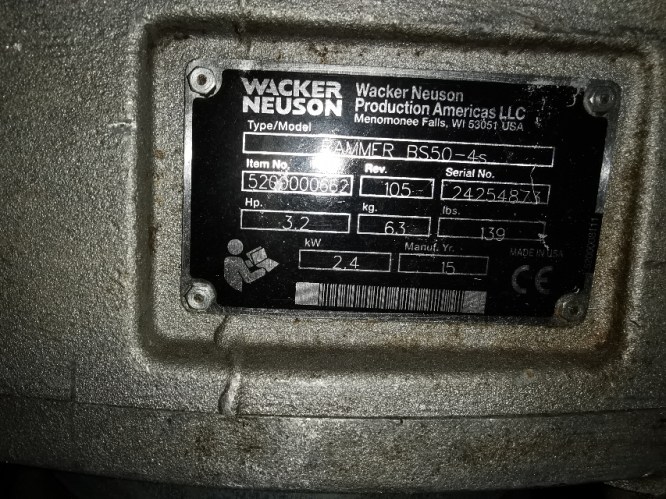 WACKER NEUSON
Wacker Neuson
Production Americas LLC
Menomonee Falls, WI 53051 USA
Type/Model
RAMMER BS50-4s
Item No. Rev. Serial No.
5200000662 105 24254873
Hp. kg. lbs.
3.2 63 139
kW Manuf. Yr.
2.4 15
MADE IN USA
CE